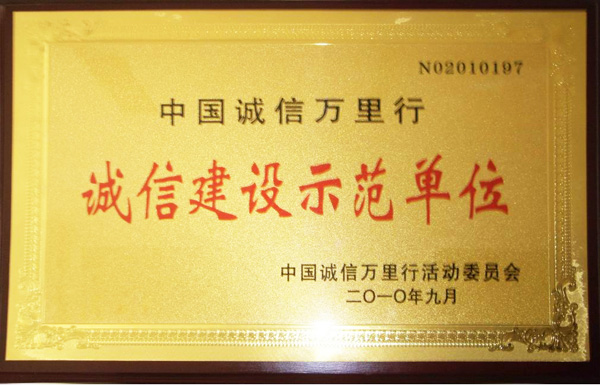 N02010197
中国诚信万里行
诚信建设示范单位
中国诚信万里行活动委员会
二〇一〇年九月